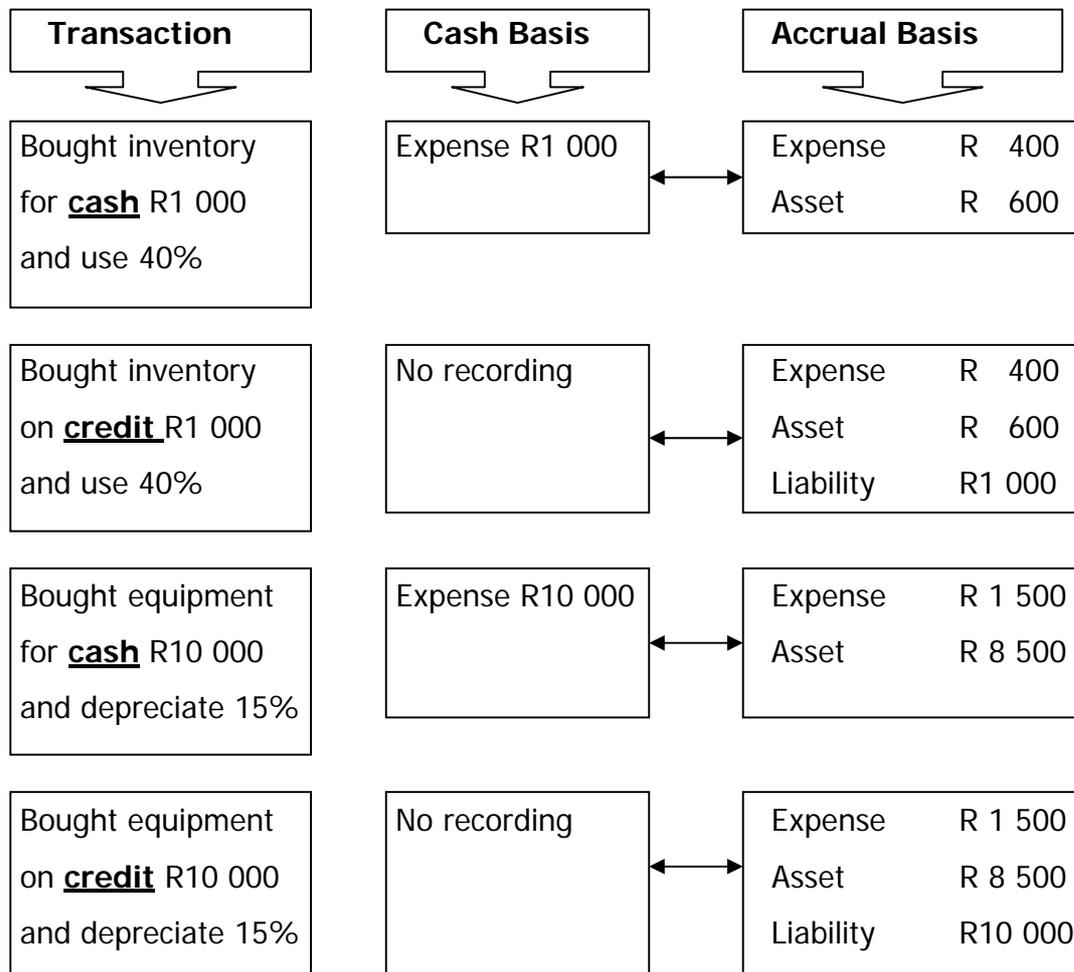 Transaction
Cash Basis
Accrual Basis
Bought inventory
for cash R1 000
and use 40%
Expense R1 000
Expense R 400
Asset R 600
Bought inventory
on credit R1 000
and use 40%
No recording
Expense R 400
Asset R 600
Liability R1 000
Bought equipment
for cash R10 000
and depreciate 15%
Expense R10 000
Expense R 1 500
Asset R 8 500
Bought equipment
on credit R10 000
and depreciate 15%
No recording
Expense R 1 500
Asset R 8 500
Liability R10 000